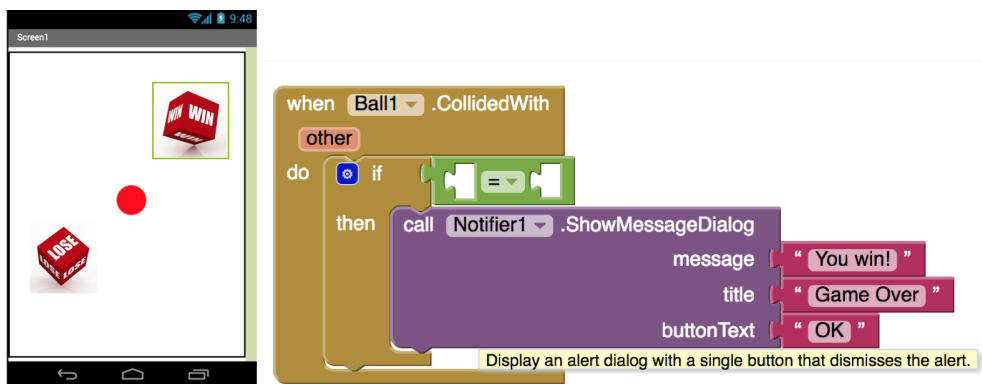 9:48
Screen1
WIN WIN
WIN
LOSE
LOSE LOSE
when Ball1 .CollidedWith
other
do if =
then call Notifier1 .ShowMessageDialog
message “ You win! ”
title “ Game Over ”
buttonText “ OK ”
Display an alert dialog with a single button that dismisses the alert.